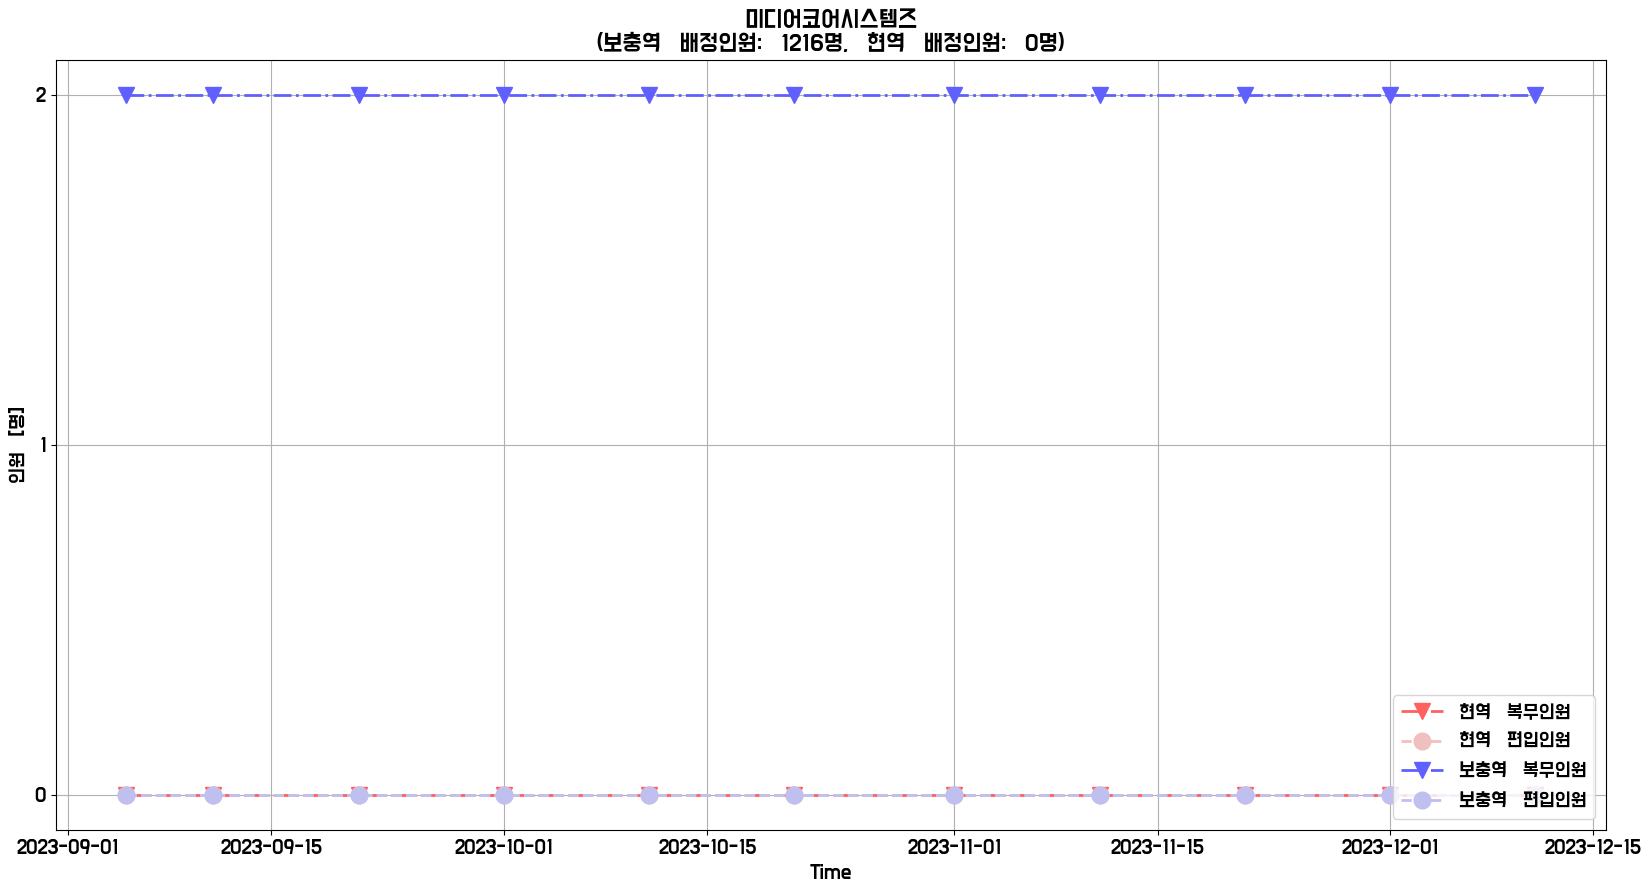 미디어코어시스템즈
(보충역 배정인원: 1216명, 현역 배정인원: 0명)
2
1
0
인원 [명]
2023-09-01 2023-09-15 2023-10-01 2023-10-15 2023-11-01 2023-11-15 2023-12-01 2023-12-15
Time
현역 복무인원
현역 편입인원
보충역 복무인원
보충역 편입인원